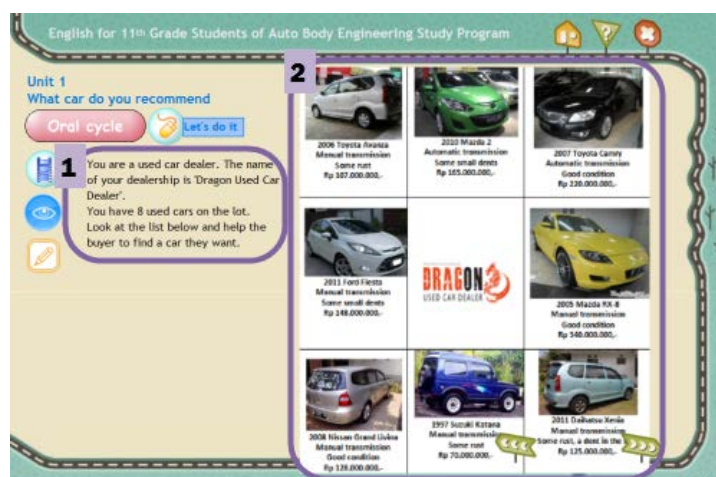 English for 11th Grade Students of Auto Body Engineering Study Program
Unit 1
What car do you recommend
Oral cycle
Let's do it
1
You are a used car dealer. The name
of your dealership is 'Dragon Used Car
Dealer'.
You have 8 used cars on the lot.
Look at the list below and help the
buyer to find a car they want.
2
2006 Toyota Avanza
Manual transmission
Some rust
Rp 107.000.000,-
2010 Mazda 2
Automatic transmission
Some small dents
Rp 165.000.000,-
2007 Toyota Camry
Automatic transmission
Good condition
Rp 220.000.000,-
2011 Ford Fiesta
Manual transmission
Some small dents
Rp 148.000.000,-
DRAGON
USED CAR DEALER
2005 Mazda RX-8
Manual transmission
Good condition
Rp 340.000.000,-
2008 Nissan Grand Livina
Manual transmission
Good condition
Rp 128.000.000,-
1997 Suzuki Katana
Manual transmission
Some rust
Rp 70.000.000,-
2011 Daihatsu Xenia
Manual transmission
Some rust, a dent in the
Rp 125.000.000,-